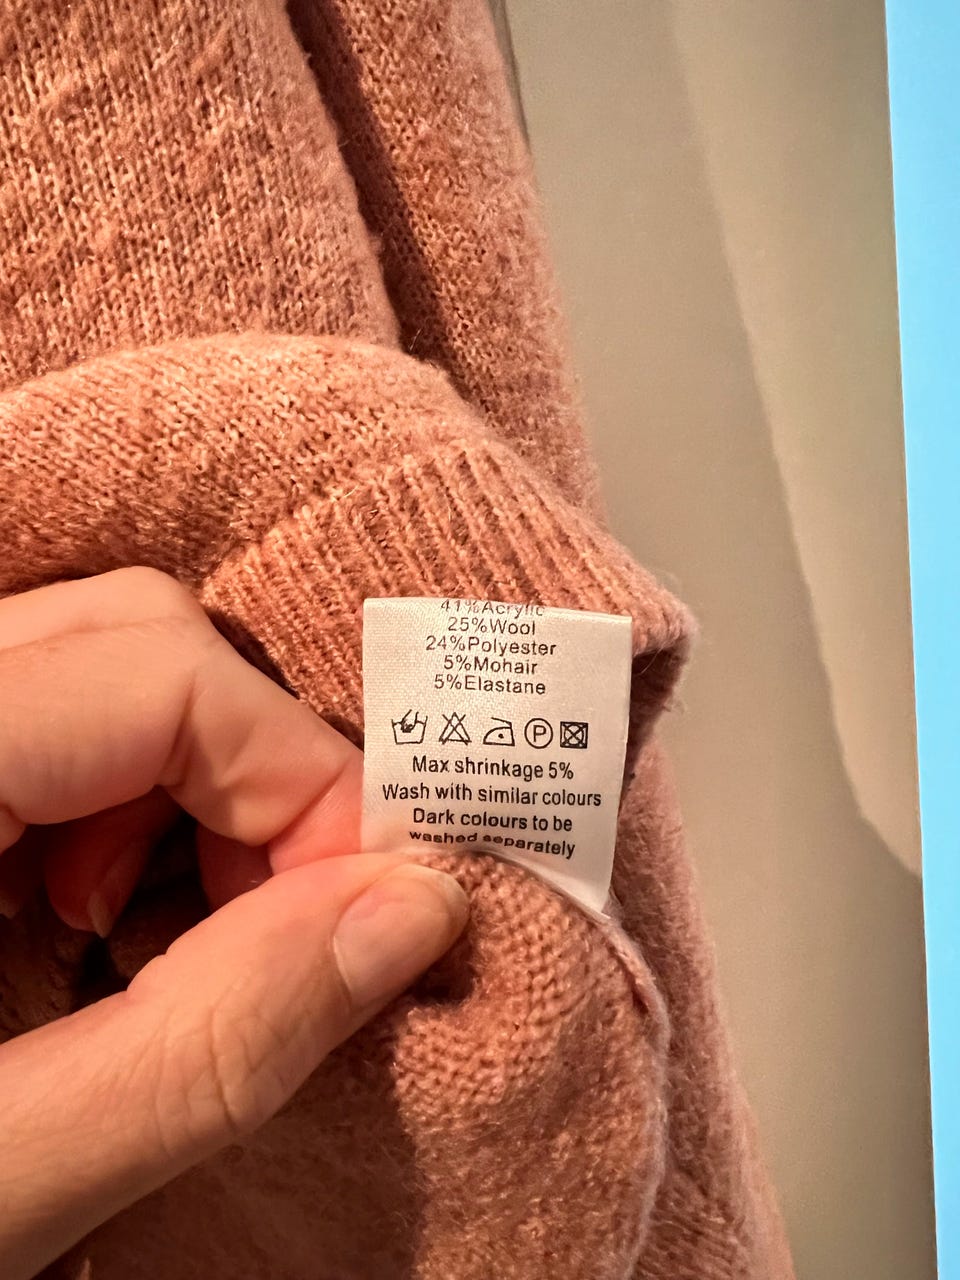 41%Acrylic
25%Wool
24%Polyester
5%Mohair
5%Elastane
P
Max shrinkage 5%
Wash with similar colours
Dark colours to be
washed separately